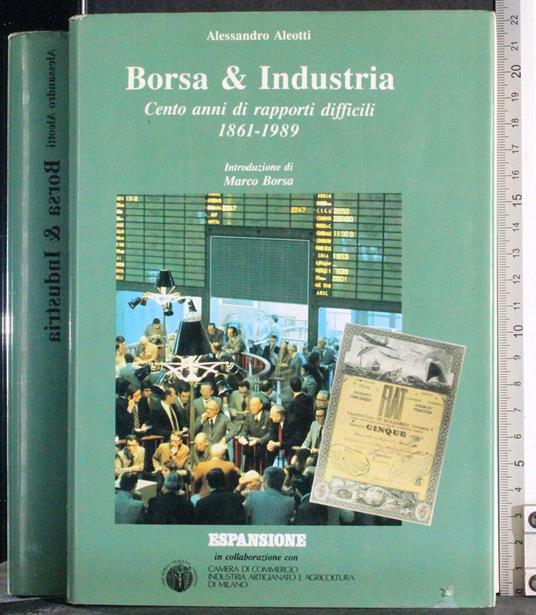 Alessandro Aleotti
Borsa & Industria
Cento anni di rapporti difficili
1861-1989
Introduzione di
Marco Borsa
FIAT
CINQUE
ESPANSIONE
in collaborazione con
CAMERA DI COMMERCIO
INDUSTRIA ARTIGIANATO E AGRICOLTURA
DI MILANO
Alessandro Aleotti
Borsa & Industria